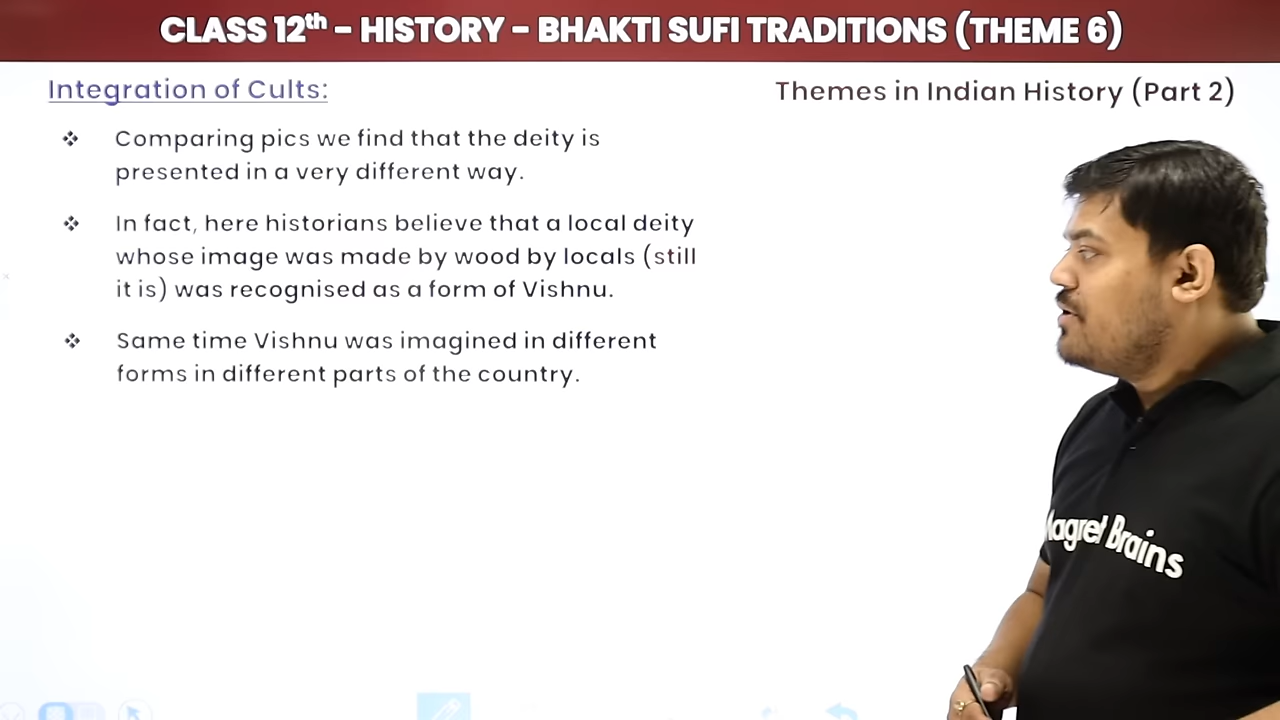 CLASS 12th - HISTORY - BHAKTI SUFI TRADITIONS (THEME 6)
Integration of Cults:
Themes in Indian History (Part 2)
❖ Comparing pics we find that the deity is
presented in a very different way.
❖ In fact, here historians believe that a local deity
whose image was made by wood by locals (still
it is) was recognised as a form of Vishnu.
❖ Same time Vishnu was imagined in different
forms in different parts of the country.
Magnet Brains